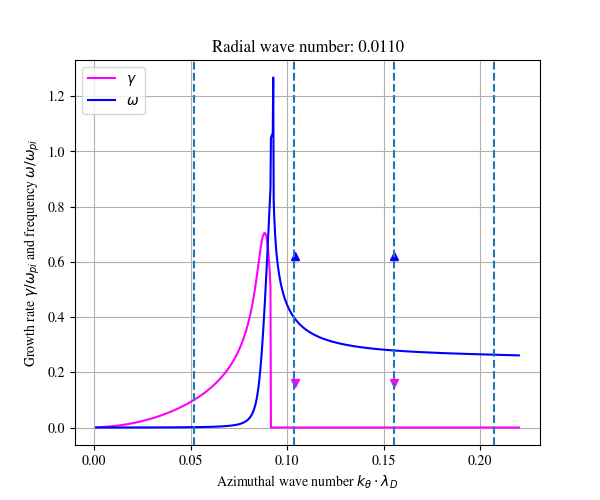 Radial wave number: 0.0110
γ
ω
Growth rate γ/ω_pi and frequency ω/ω_pi
1.2
1.0
0.8
0.6
0.4
0.2
0.0
0.00 0.05 0.10 0.15 0.20
Azimuthal wave number k_θ · λ_D